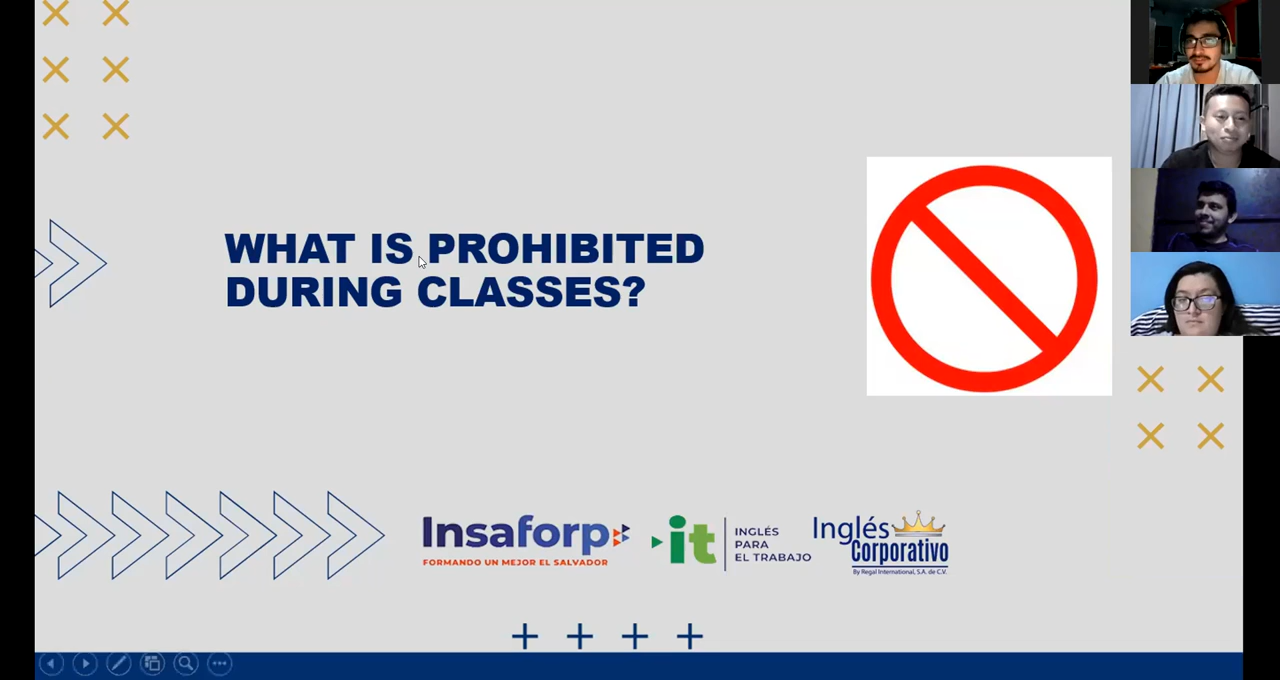 WHAT IS PROHIBITED
DURING CLASSES?
Insaforp
FORMANDO UN MEJOR EL SALVADOR
it
INGLÉS
PARA
EL TRABAJO
Inglés
Corporativo
By Regal International, S.A. de C.V.